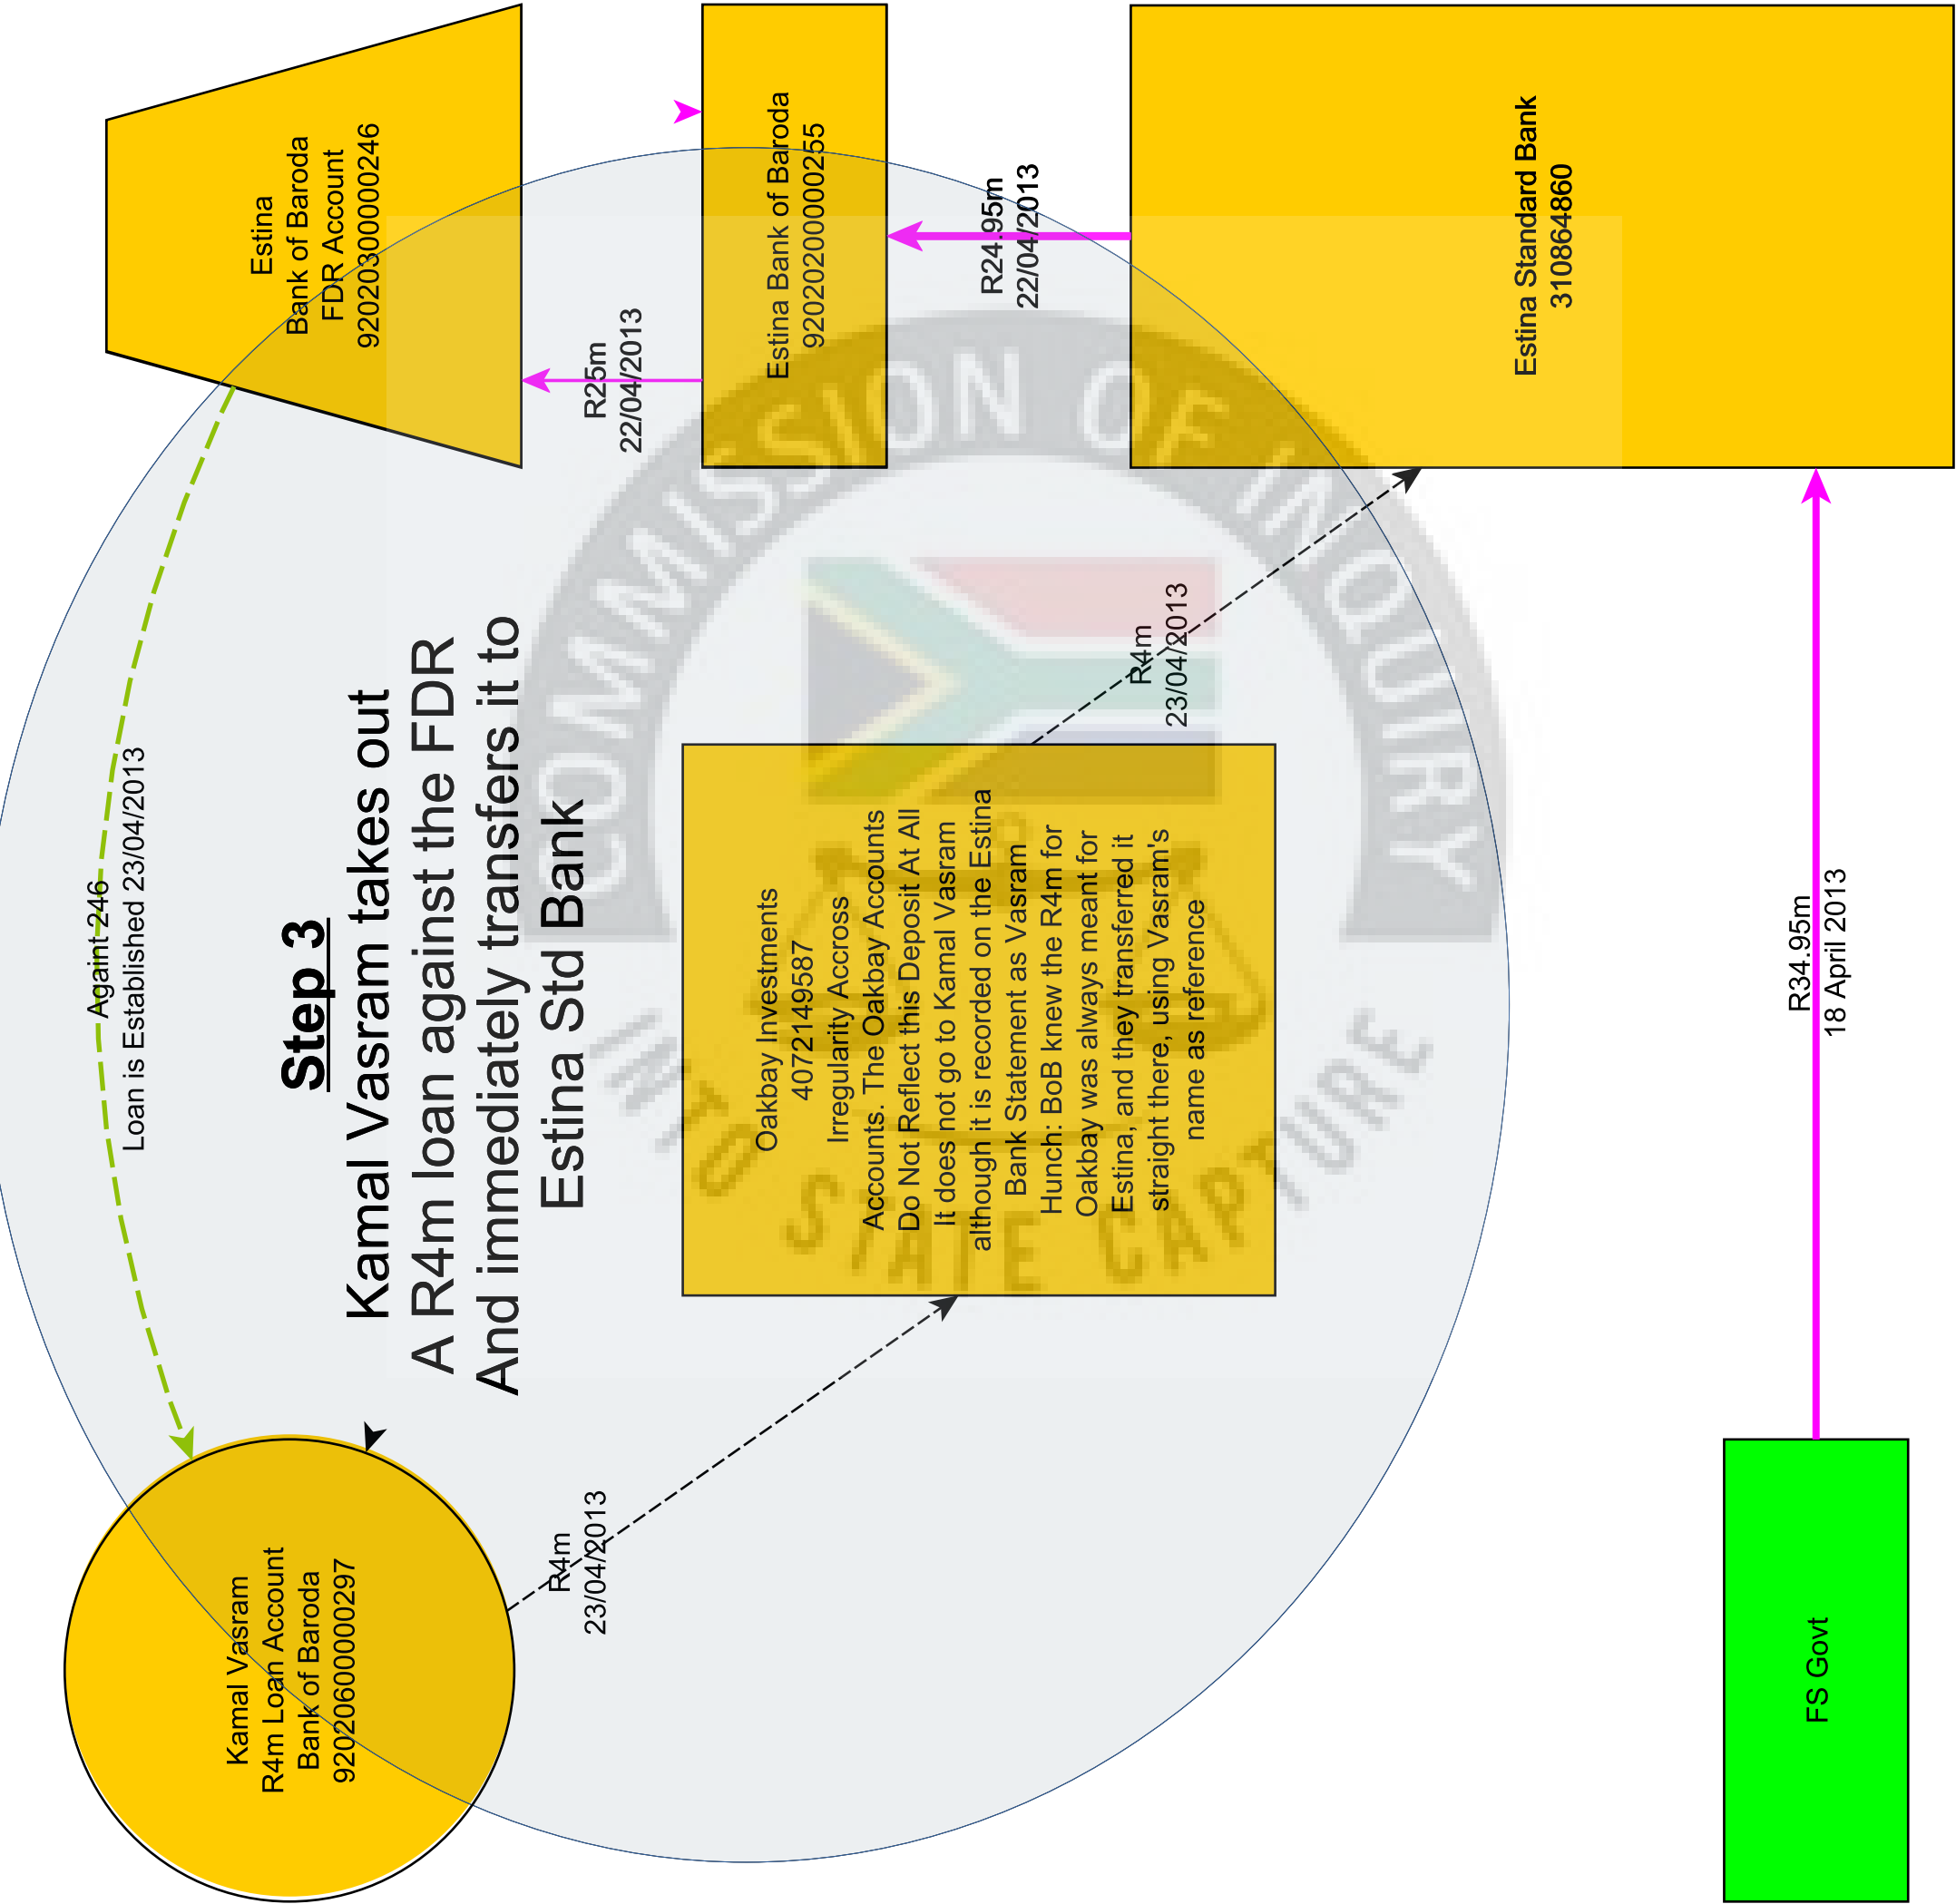 Kamal Vasram
R4m Loan Account
Bank of Baroda
92020600000297
Againt 246
Loan is Established 23/04/2013
Estina
Bank of Baroda
FDR Account
92020300000246
Step 3
Kamal Vasram takes out
A R4m loan against the FDR
And immediately transfers it to
Estina Std Bank
R4m
23/04/2013
R25m
22/04/2013
Oakbay Investments
4072149587
Irregularity Accross
Accounts. The Oakbay Accounts
Do Not Reflect this Deposit At All
It does not go to Kamal Vasram
although it is recorded on the Estina
Bank Statement as Vasram
Hunch: BoB knew the R4m for
Oakbay was always meant for
Estina, and they transferred it
straight there, using Vasram's
name as reference
Estina Bank of Baroda
92020200000255
R24.95m
22/04/2013
R4m
23/04/2013
Estina Standard Bank
310864860
FS Govt
R34.95m
18 April 2013
COMMISSION OF INQUIRY
INTO STATE CAPTURE